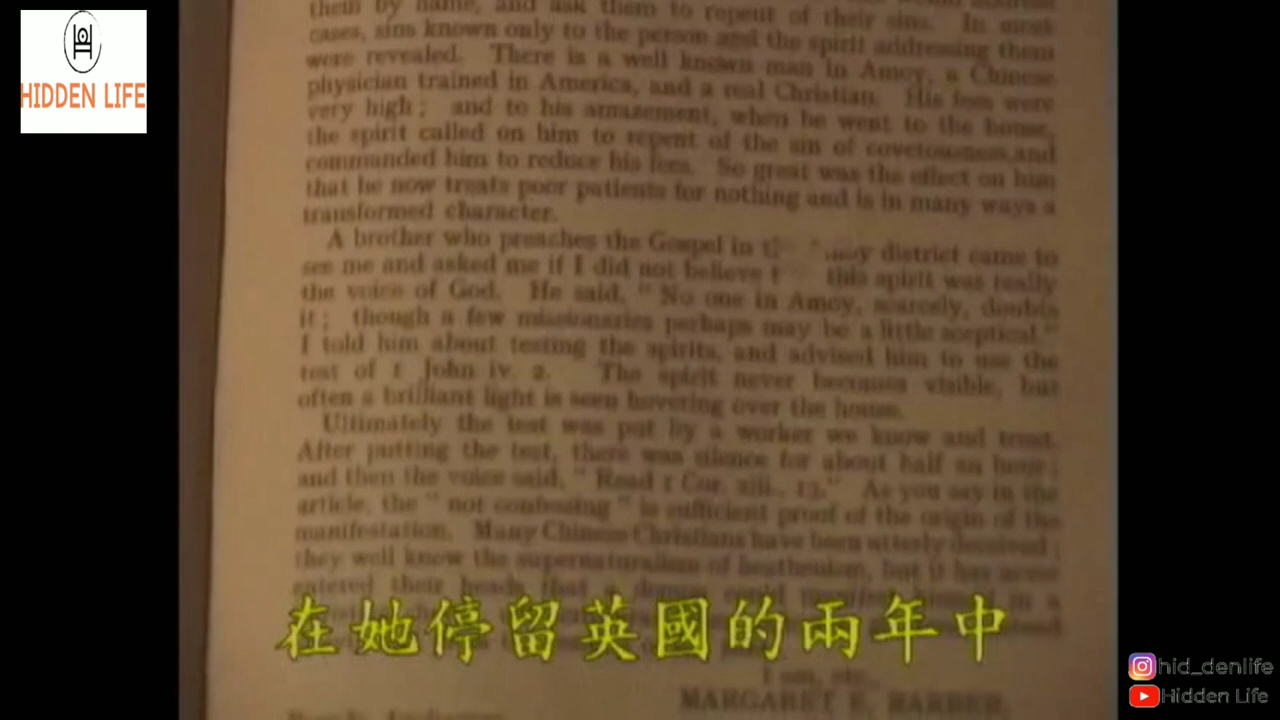 HIDDEN LIFE
them by name, and ask them to repent of their sins. In most
cases, sins known only to the person and the spirit addressing them
were revealed. There is a well known man in Amoy, a Chinese
physician trained in America, and a real Christian. His fees were
very high; and to his amazement, when he went to the house,
the spirit called on him to repent of the sin of covetousness, and
commanded him to reduce his fees. So great was the effect on him
that he now treats poor patients for nothing and is in many ways a
transformed character.
A brother who preaches the Gospel in district came to
see me and asked me if I did not believe this spirit was really
the voice of God. He said, "No one in Amoy, scarcely, doubts
it; though a few missionaries perhaps may be a little sceptical."
I told him about testing the spirits, and advised him to use the
test of 1 John iv. 2. The spirit never becomes visible, but
often a brilliant light is seen hovering over the house.
Ultimately the test was put by a worker we know and trust.
After putting the test, there was silence for about half an hour;
and then the voice said, "Read 1 Cor. xiii., 13." As you say in the
article, the "not confessing" is sufficient proof of the origin of the
manifestation. Many Chinese Christians have been utterly deceived;
they well know the supernaturalism of heathenism, but it has never
entered their heads that a demon could in a
在她停留英國的兩年中
I am, etc.,
MARGARET E. BARBER.
hid_denlife
Hidden Life